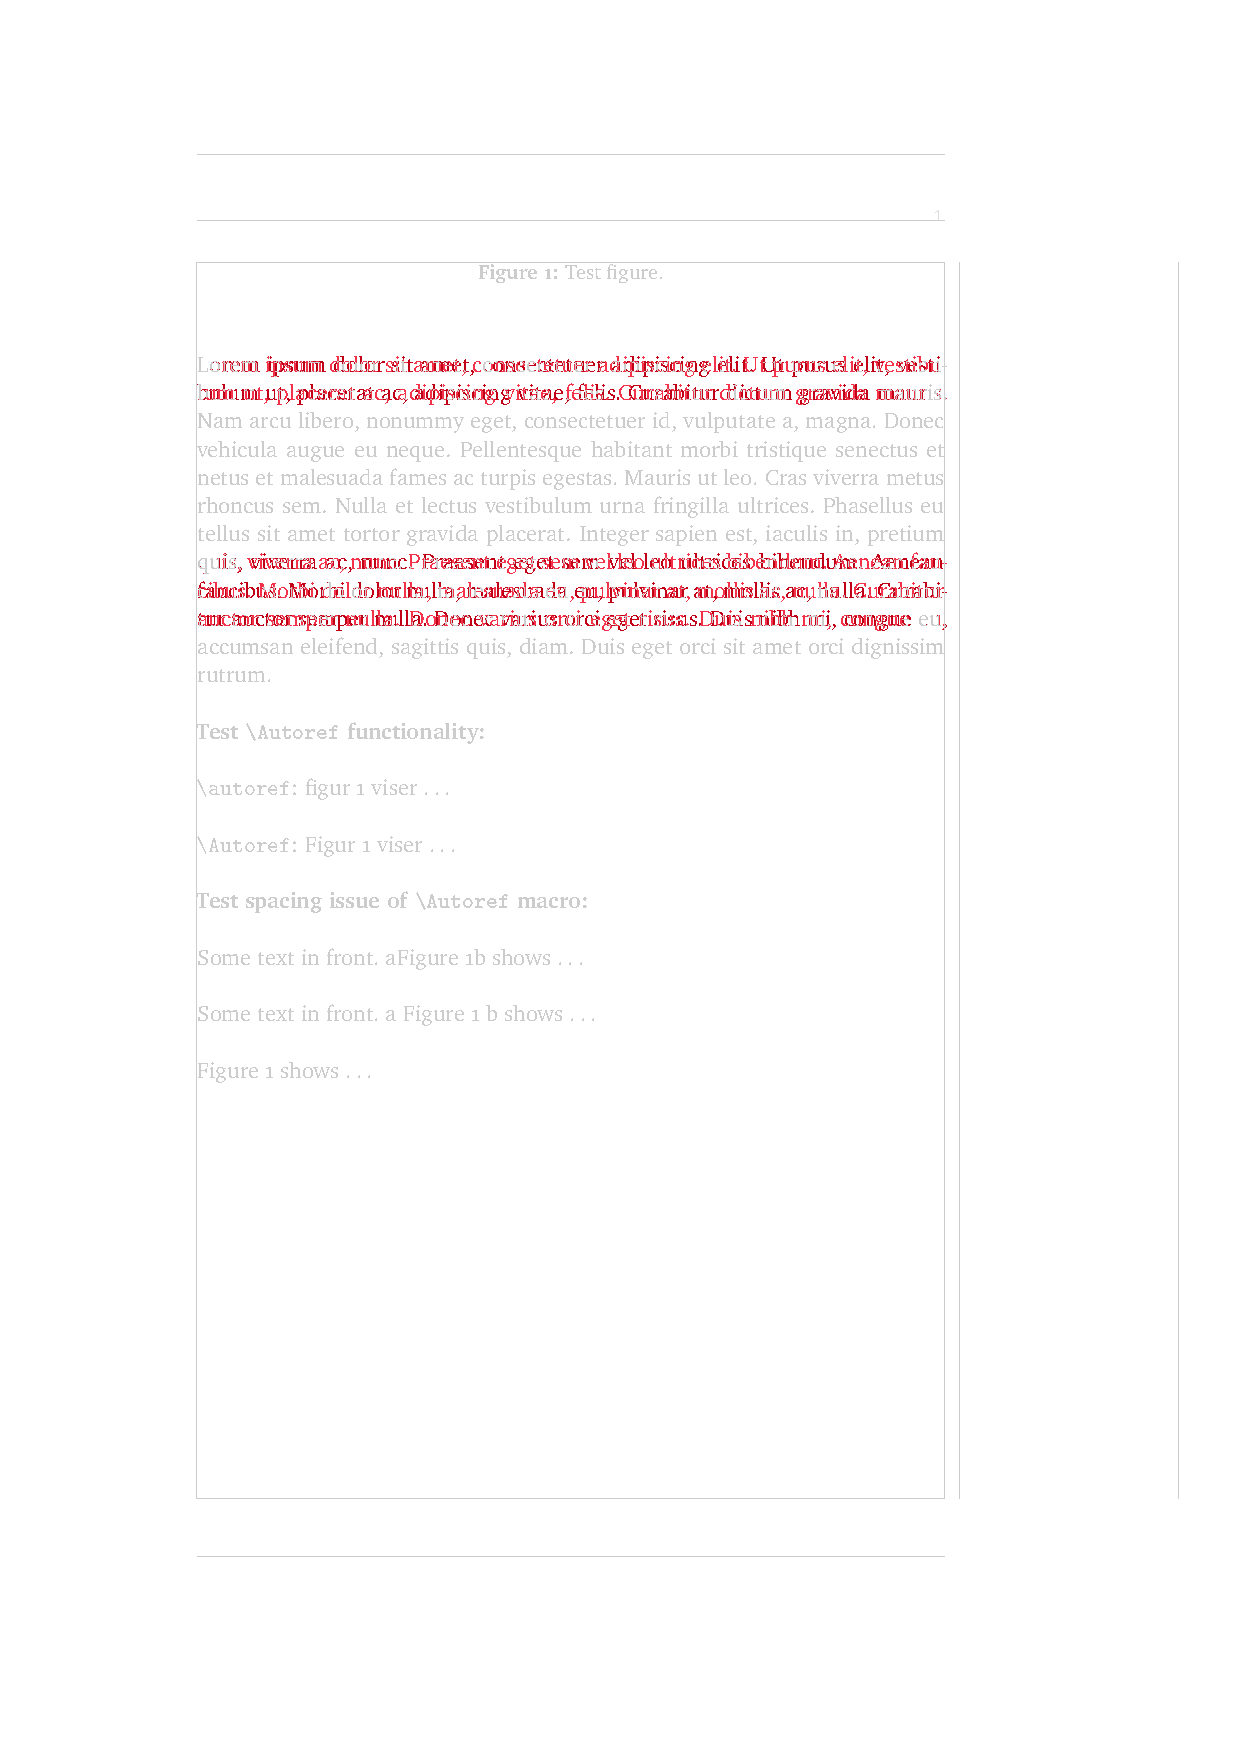 1
Figure 1: Test figure.
Lorem ipsum dolor sit amet, consectetuer adipiscing elit. Ut purus elit, vesti-
bulum ut, placerat ac, adipiscing vitae, felis. Curabitur dictum gravida mauris.
Nam arcu libero, nonummy eget, consectetuer id, vulputate a, magna. Donec
vehicula augue eu neque. Pellentesque habitant morbi tristique senectus et
netus et malesuada fames ac turpis egestas. Mauris ut leo. Cras viverra metus
rhoncus sem. Nulla et lectus vestibulum urna fringilla ultrices. Phasellus eu
tellus sit amet tortor gravida placerat. Integer sapien est, iaculis in, pretium
quis, viverra ac, nunc. Praesent eget sem vel leo ultrices bibendum. Aenean
faucibus. Morbi dolor nulla, malesuada eu, pulvinar at, mollis ac, nulla. Curabi-
tur auctor semper nulla. Donec varius orci eget risus. Duis nibh mi, congue eu,
accumsan eleifend, sagittis quis, diam. Duis eget orci sit amet orci dignissim
rutrum.
Test \Autoref functionality:
\autoref: figur 1 viser . . .
\Autoref: Figur 1 viser . . .
Test spacing issue of \Autoref macro:
Some text in front. aFigure 1b shows . . .
Some text in front. a Figure 1 b shows . . .
Figure 1 shows . . .